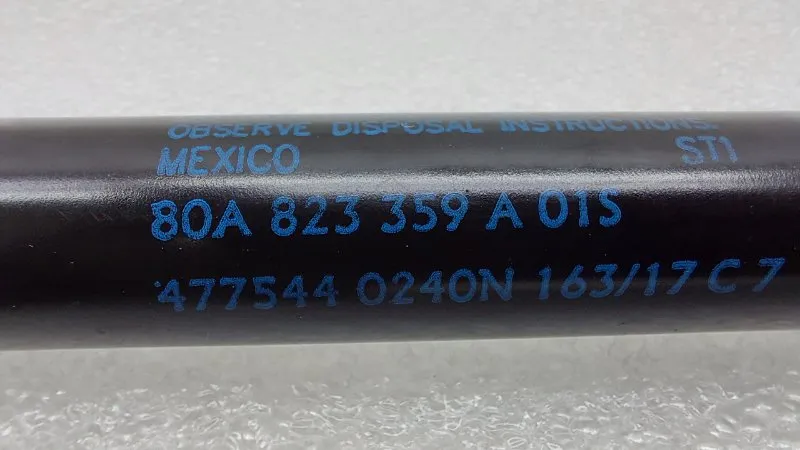 OBSERVE DISPOSAL INSTRUCTIONS.
MEXICO ST1
80A 823 359 A 01S
477544 0240N 163/17 C 7